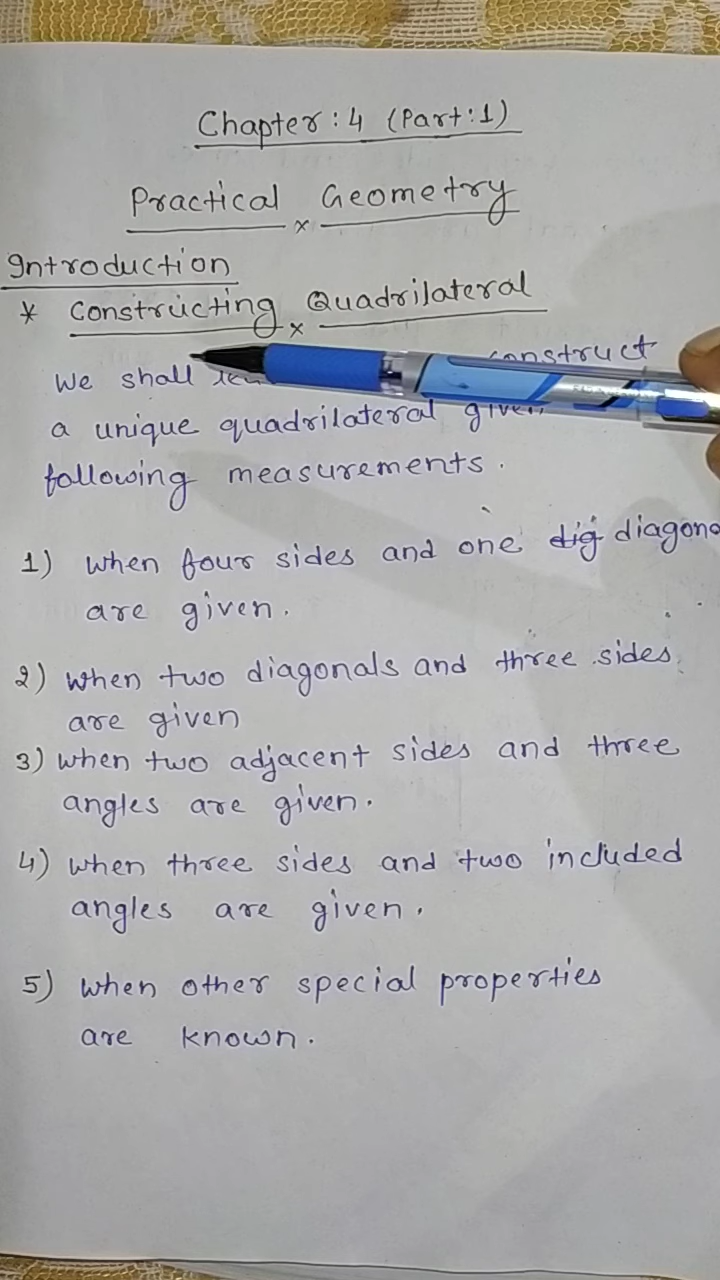 Chapter : 4 (Part : 1)
Practical Geometry
Introduction
* Constructing Quadrilateral
We shall construct
a unique quadrilateral given
following measurements.
1) when four sides and one dig diagona
are given.
2) when two diagonals and three sides
are given
3) when two adjacent sides and three
angles are given.
4) when three sides and two included
angles are given.
5) when other special properties
are known.